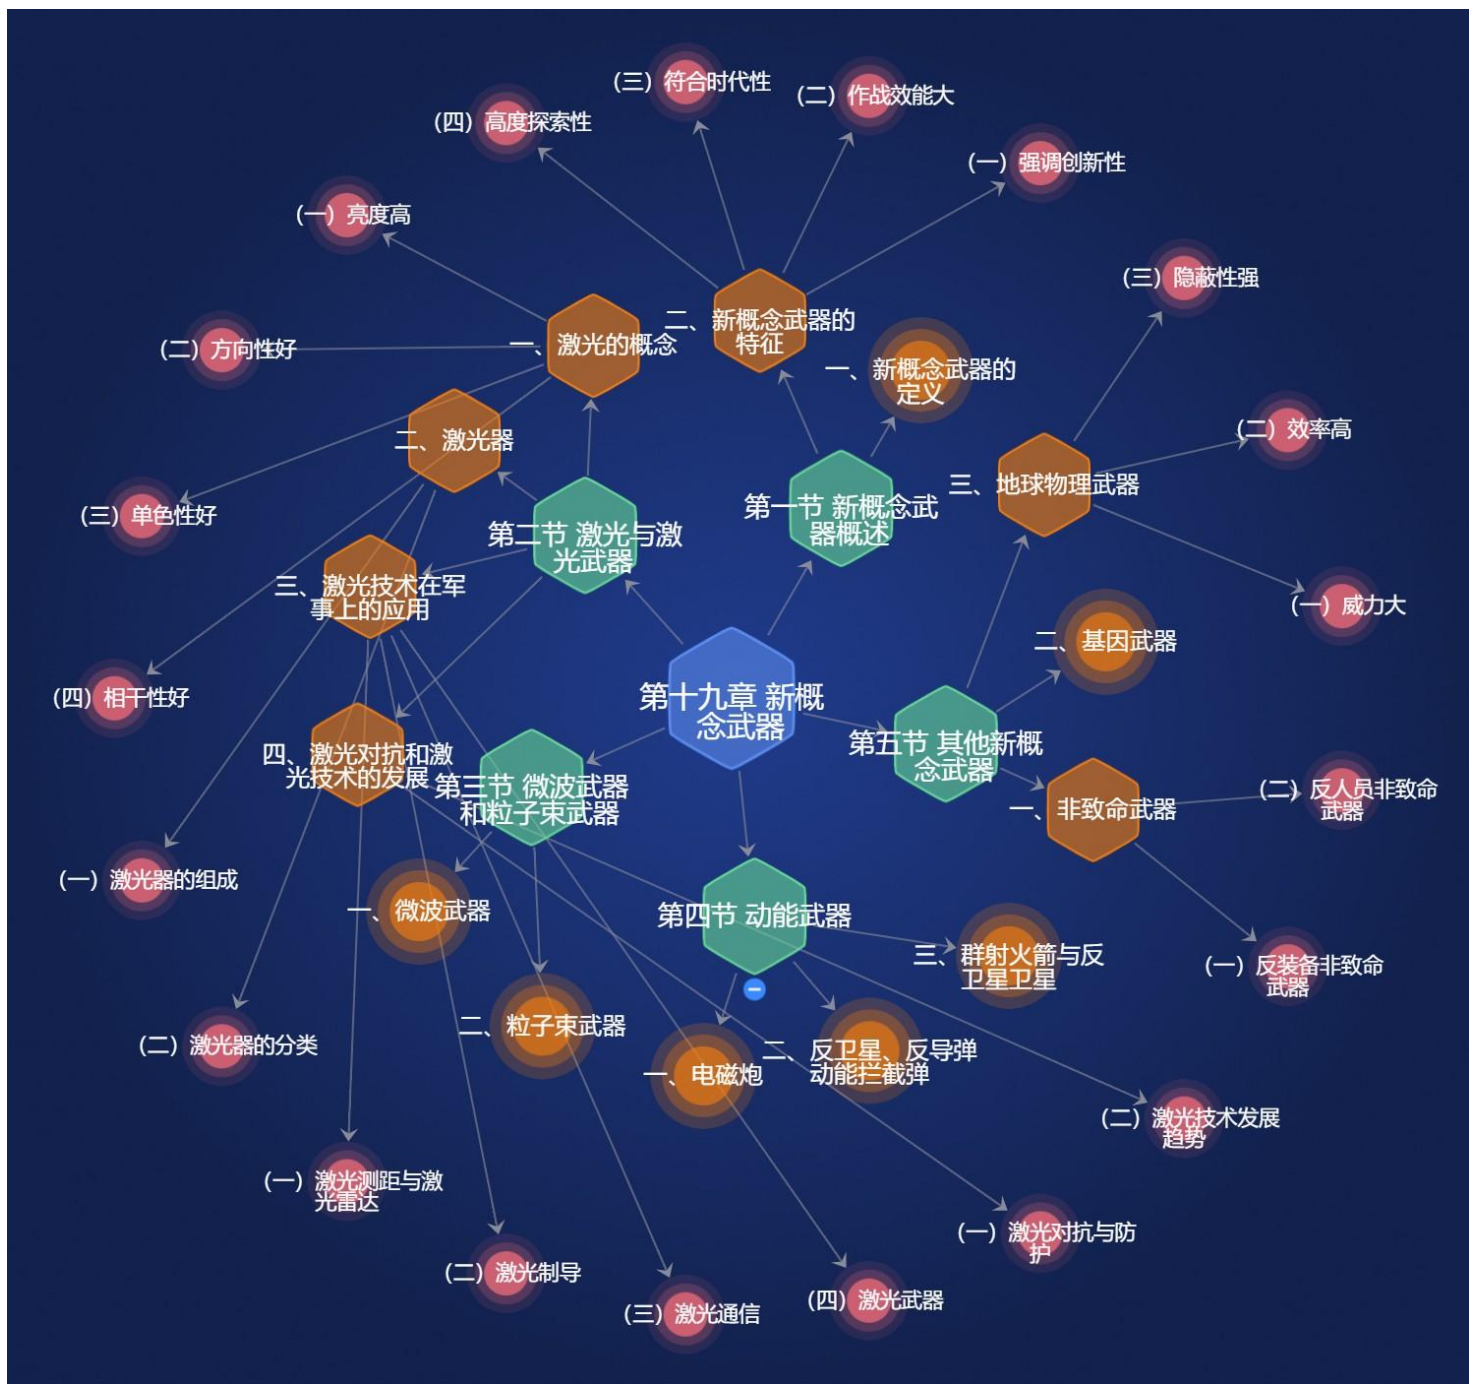 (三) 符合时代性
(二) 作战效能大
(四) 高度探索性
(一) 强调创新性
(一) 亮度高
(三) 隐蔽性强
二、新概念武器的
特征
(二) 方向性好
一、激光的概念
一、新概念武器的
定义
(二) 效率高
二、激光器
三、地球物理武器
(三) 单色性好
第二节 激光与激
光武器
第一节 新概念武
器概述
三、激光技术在军
事上的应用
(一) 威力大
二、基因武器
(四) 相干性好
第十九章 新概
念武器
四、激光对抗和激
光技术的发展
第三节 微波武器
和粒子束武器
第五节 其他新概
念武器
一、非致命武器
(二) 反人员非致命
武器
(一) 激光器的组成
一、微波武器
第四节 动能武器
三、群射火箭与反
卫星卫星
(一) 反装备非致命
武器
(二) 激光器的分类
二、粒子束武器
一、电磁炮
二、反卫星、反导弹
动能拦截弹
(二) 激光技术发展
趋势
(一) 激光测距与激
光雷达
(一) 激光对抗与防
护
(二) 激光制导
(三) 激光通信
(四) 激光武器